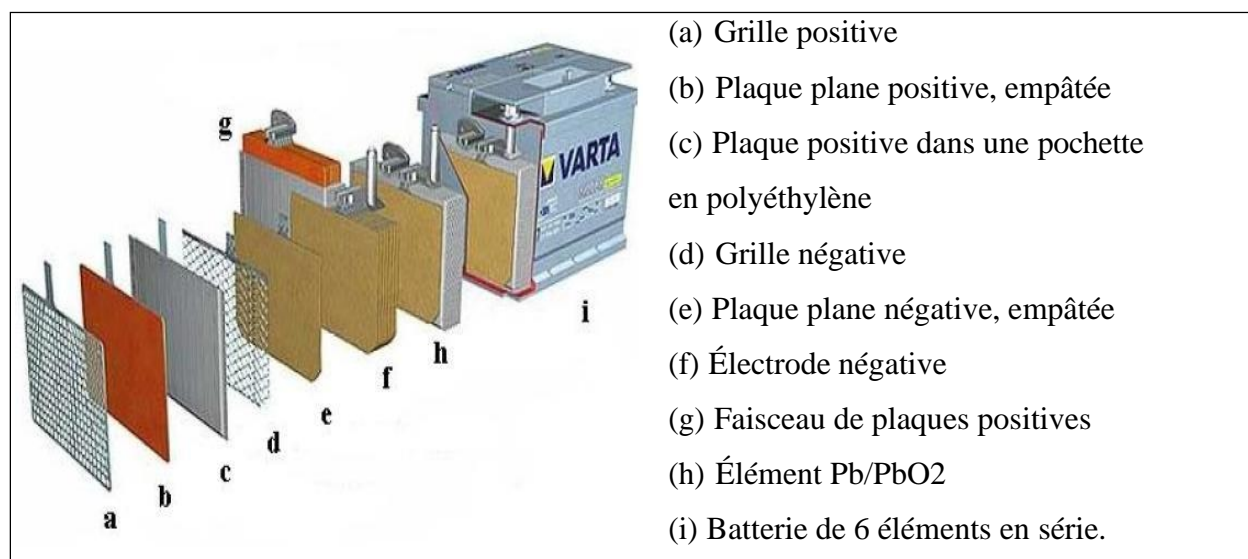 (a) Grille positive
(b) Plaque plane positive, empâtée
(c) Plaque positive dans une pochette
en polyéthylène
(d) Grille négative
(e) Plaque plane négative, empâtée
(f) Électrode négative
(g) Faisceau de plaques positives
(h) Élément Pb/PbO2
(i) Batterie de 6 éléments en série.
g
VARTA
i
h
f
e
d
c
b
a